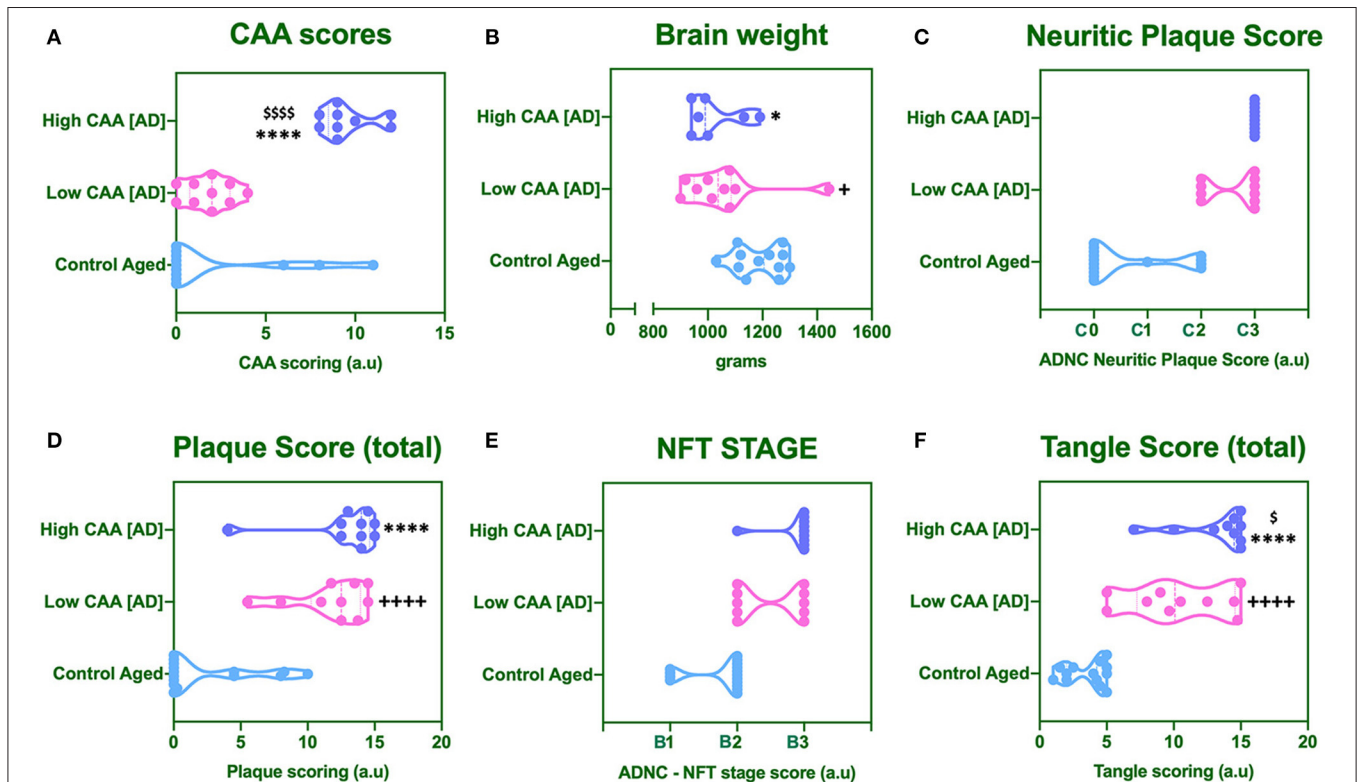 A
CAA scores
High CAA [AD]
$$$$
****
Low CAA [AD]
Control Aged
0 5 10 15
CAA scoring (a.u)
B
Brain weight
High CAA [AD]
*
Low CAA [AD]
+
Control Aged
0 800 1000 1200 1400 1600
grams
C
Neuritic Plaque Score
High CAA [AD]
Low CAA [AD]
Control Aged
C0 C1 C2 C3
ADNC Neuritic Plaque Score (a.u)
D
Plaque Score (total)
High CAA [AD]
****
Low CAA [AD]
++++
Control Aged
0 5 10 15 20
Plaque scoring (a.u)
E
NFT STAGE
High CAA [AD]
Low CAA [AD]
Control Aged
B1 B2 B3
ADNC - NFT stage score (a.u)
F
Tangle Score (total)
High CAA [AD]
$
****
Low CAA [AD]
++++
Control Aged
0 5 10 15 20
Tangle scoring (a.u)